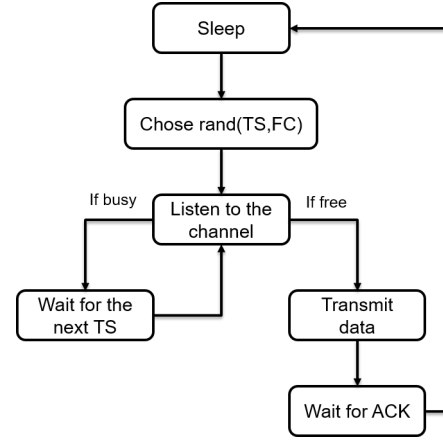 Sleep
Chose rand(TS,FC)
If busy
If free
Listen to the
channel
Wait for the
next TS
Transmit
data
Wait for ACK